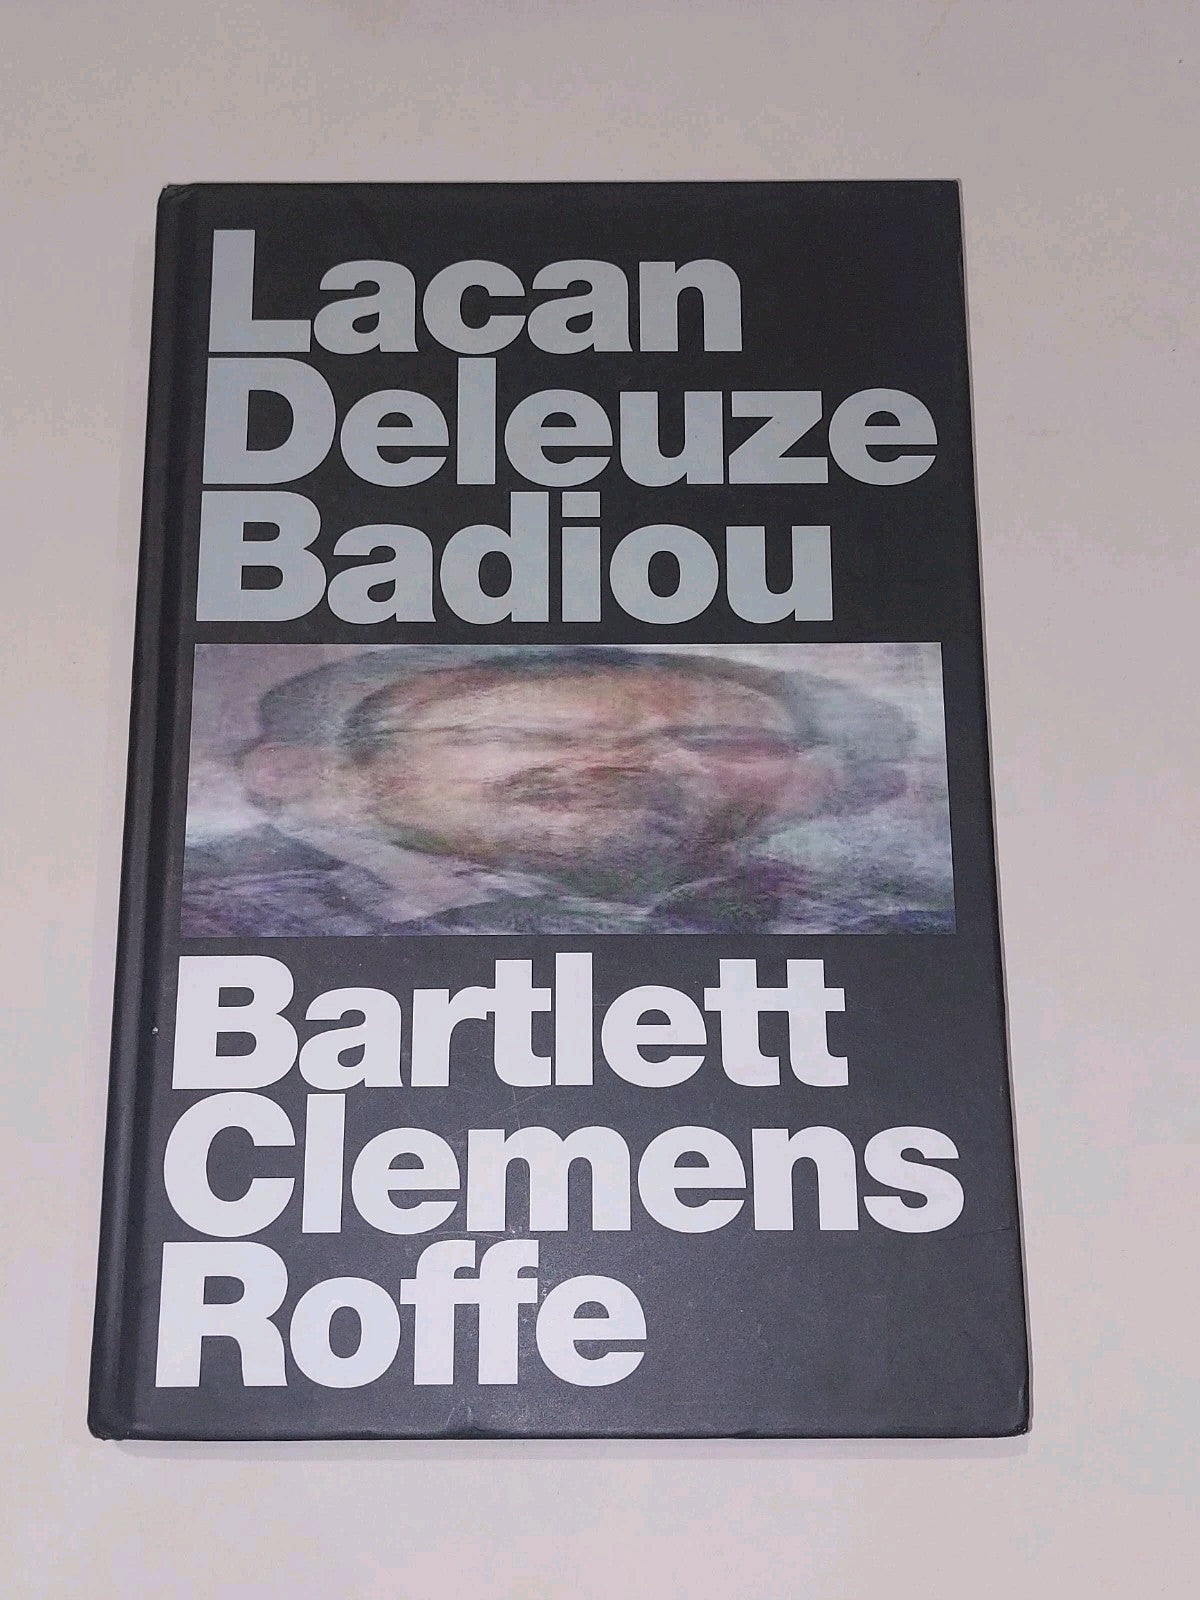 Lacan
Deleuze
Badiou
Bartlett
Clemens
Roffe